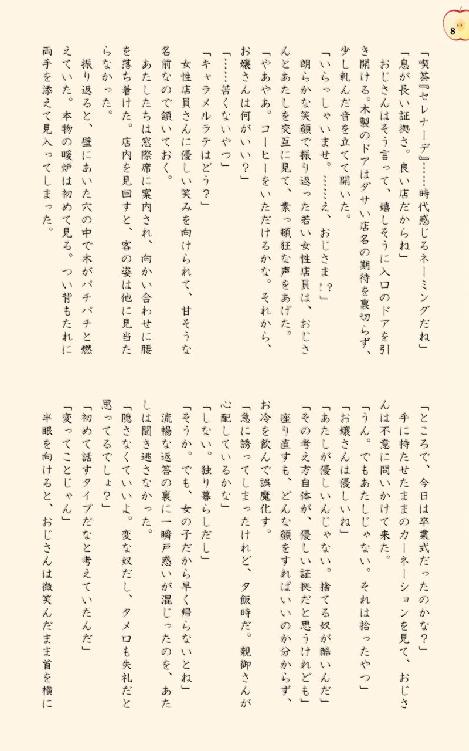 8
「喫茶『セレナーデ』……時代感じるネーミングだね」
「息が長い証拠さ。良い店だからね」
おじさんはそう言って、嬉しそうに入口のドアを引
き開ける。木製のドアはダサい店名の期待を裏切らず、
少し軋んだ音を立てて開いた。
「いらっしゃいませ。……え、おじさま!?」
朗らかな笑顔で振り返った若い女性店員は、おじさ
んとあたしを交互に見て、素っ頓狂な声をあげた。
「やあやあ。コーヒーをいただけるかな。それから、
お嬢さんは何がいい?」
「……苦くないやつ」
「キャラメルラテはどう?」
女性店員さんに優しい笑みを向けられて、甘そうな
名前なので頷いておく。
あたしたちは窓際席に案内され、向かい合わせに腰
を落ち着けた。店内を見回すと、客の姿は他に見当た
らなかった。
振り返ると、壁にあいた穴の中で木がパチパチと燃
えていた。本物の暖炉は初めて見る。つい背もたれに
両手を添えて見入ってしまった。
「ところで、今日は卒業式だったのかな?」
手に持たせたままのカーネーションを見て、おじさ
んは不意に問いかけて来た。
「うん。でもあたしじゃない。それは拾ったやつ」
「お嬢さんは優しいね」
「あたしが優しいんじゃない。捨てる奴が酷いんだ」
「その考え方自体が、優しい証拠だと思うけれども」
座り直すも、どんな顔をすればいいのか分からず、
お冷を飲んで誤魔化す。
「急に誘ってしまったけれど、夕飯時だ。親御さんが
心配しているかな」
「しない。独り暮らしだし」
「そうか。でも、女の子だから早く帰らないとね」
流暢な返答の裏に一瞬戸惑いが混じったのを、あた
しは聞き逃さなかった。
「隠さなくていいよ。変な奴だし、タメ口も失礼だと
思ってるでしょ?」
「初めて話すタイプだなと考えていたんだ」
「変ってことじゃん」
半眼を向けると、おじさんは微笑んだまま首を横に